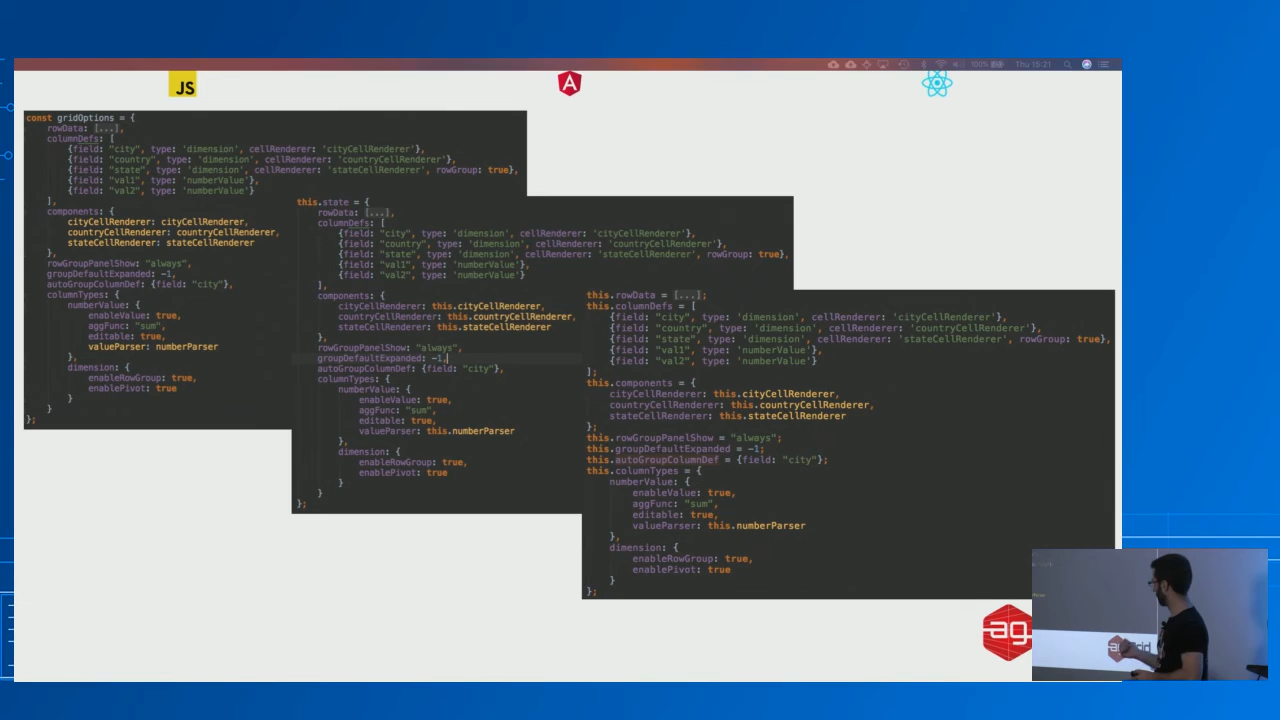 100%
Thu 15:21
JS
A
const gridOptions = {
rowData: [...],
columnDefs: [
{field: "city", type: 'dimension', cellRenderer: 'cityCellRenderer'},
{field: "country", type: 'dimension', cellRenderer: 'countryCellRenderer'},
{field: "state", type: 'dimension', cellRenderer: 'stateCellRenderer', rowGroup: true},
{field: "val1", type: 'numberValue'},
{field: "val2", type: 'numberValue'}
],
components: {
cityCellRenderer: cityCellRenderer,
countryCellRenderer: countryCellRenderer,
stateCellRenderer: stateCellRenderer
},
rowGroupPanelShow: "always",
groupDefaultExpanded: -1,
autoGroupColumnDef: {field: "city"},
columnTypes: {
numberValue: {
enableValue: true,
aggFunc: "sum",
editable: true,
valueParser: numberParser
},
dimension: {
enableRowGroup: true,
enablePivot: true
}
}
};
this.state = {
rowData: [...],
columnDefs: [
{field: "city", type: 'dimension', cellRenderer: 'cityCellRenderer'},
{field: "country", type: 'dimension', cellRenderer: 'countryCellRenderer'},
{field: "state", type: 'dimension', cellRenderer: 'stateCellRenderer', rowGroup: true},
{field: "val1", type: 'numberValue'},
{field: "val2", type: 'numberValue'}
],
components: {
cityCellRenderer: this.cityCellRenderer,
countryCellRenderer: this.countryCellRenderer,
stateCellRenderer: this.stateCellRenderer
},
rowGroupPanelShow: "always",
groupDefaultExpanded: -1,
autoGroupColumnDef: {field: "city"},
columnTypes: {
numberValue: {
enableValue: true,
aggFunc: "sum",
editable: true,
valueParser: this.numberParser
},
dimension: {
enableRowGroup: true,
enablePivot: true
}
}
};
this.rowData = [...];
this.columnDefs = [
{field: "city", type: 'dimension', cellRenderer: 'cityCellRenderer'},
{field: "country", type: 'dimension', cellRenderer: 'countryCellRenderer'},
{field: "state", type: 'dimension', cellRenderer: 'stateCellRenderer', rowGroup: true},
{field: "val1", type: 'numberValue'},
{field: "val2", type: 'numberValue'}
];
this.components = {
cityCellRenderer: this.cityCellRenderer,
countryCellRenderer: this.countryCellRenderer,
stateCellRenderer: this.stateCellRenderer
};
this.rowGroupPanelShow = "always";
this.groupDefaultExpanded = -1;
this.autoGroupColumnDef = {field: "city"};
this.columnTypes = {
numberValue: {
enableValue: true,
aggFunc: "sum",
editable: true,
valueParser: this.numberParser
},
dimension: {
enableRowGroup: true,
enablePivot: true
}
};
ag